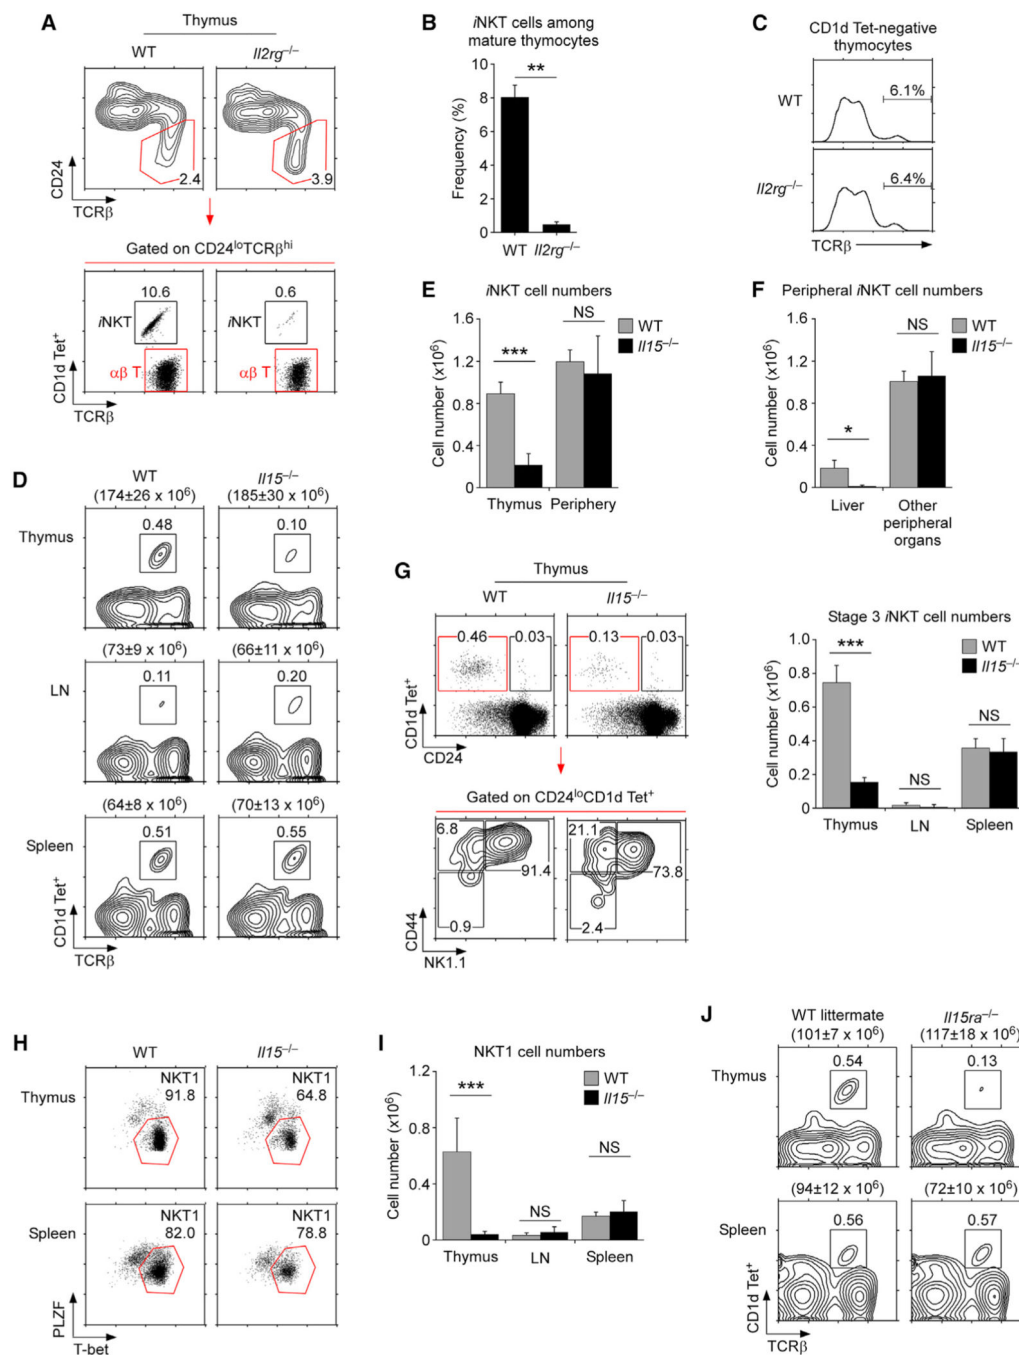 A
Thymus
WT
Il2rg–/–
2.4
3.9
CD24
TCRβ
Gated on CD24loTCRβhi
10.6
0.6
iNKT
iNKT
αβ T
αβ T
CD1d Tet+
TCRβ
B
iNKT cells among
mature thymocytes
**
10
8
6
4
2
0
Frequency (%)
WT
Il2rg–/–
C
CD1d Tet-negative
thymocytes
WT
6.1%
Il2rg–/–
6.4%
TCRβ
D
WT
Il15–/–
(174±26 x 106)
(185±30 x 106)
Thymus
0.48
0.10
(73±9 x 106)
(66±11 x 106)
LN
0.11
0.20
(64±8 x 106)
(70±13 x 106)
Spleen
0.51
0.55
CD1d Tet+
TCRβ
E
iNKT cell numbers
1.6
1.2
0.8
0.4
0
Cell number (x106)
NS
***
WT
Il15–/–
Thymus
Periphery
F
Peripheral iNKT cell numbers
1.6
1.2
0.8
0.4
0
Cell number (x106)
NS
*
WT
Il15–/–
Liver
Other
peripheral
organs
G
Thymus
WT
Il15–/–
0.46
0.03
0.13
0.03
CD1d Tet+
CD24
Gated on CD24loCD1d Tet+
6.8
91.4
0.9
21.1
73.8
2.4
CD44
NK1.1
Stage 3 iNKT cell numbers
0.8
0.6
0.4
0.2
0
Cell number (x106)
***
NS
NS
WT
Il15–/–
Thymus
LN
Spleen
H
WT
Il15–/–
Thymus
NKT1
91.8
NKT1
64.8
Spleen
NKT1
82.0
NKT1
78.8
PLZF
T-bet
I
NKT1 cell numbers
1.2
0.8
0.4
0
Cell number (x106)
***
NS
NS
WT
Il15–/–
Thymus
LN
Spleen
J
WT littermate
Il15ra–/–
(101±7 x 106)
(117±18 x 106)
Thymus
0.54
0.13
(94±12 x 106)
(72±10 x 106)
Spleen
0.56
0.57
CD1d Tet+
TCRβ